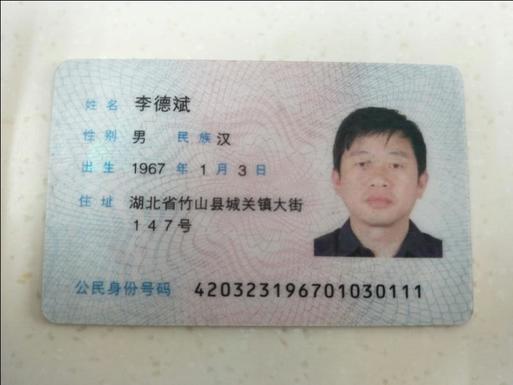 姓名 李德斌
性别 男 民族 汉
出生 1967 年 1 月 3 日
住址 湖北省竹山县城关镇大街
147号
公民身份号码 420323196701030111